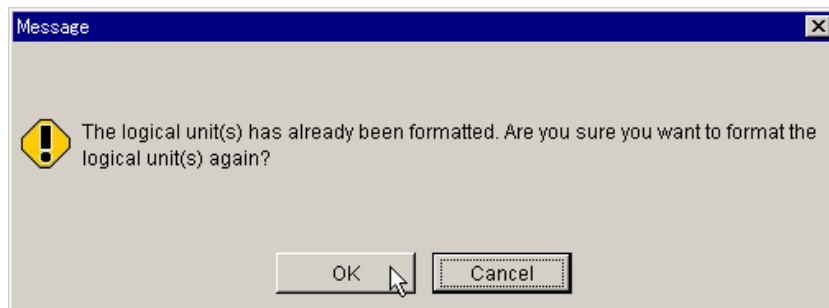 Message
The logical unit(s) has already been formatted. Are you sure you want to format the
logical unit(s) again?
OK Cancel